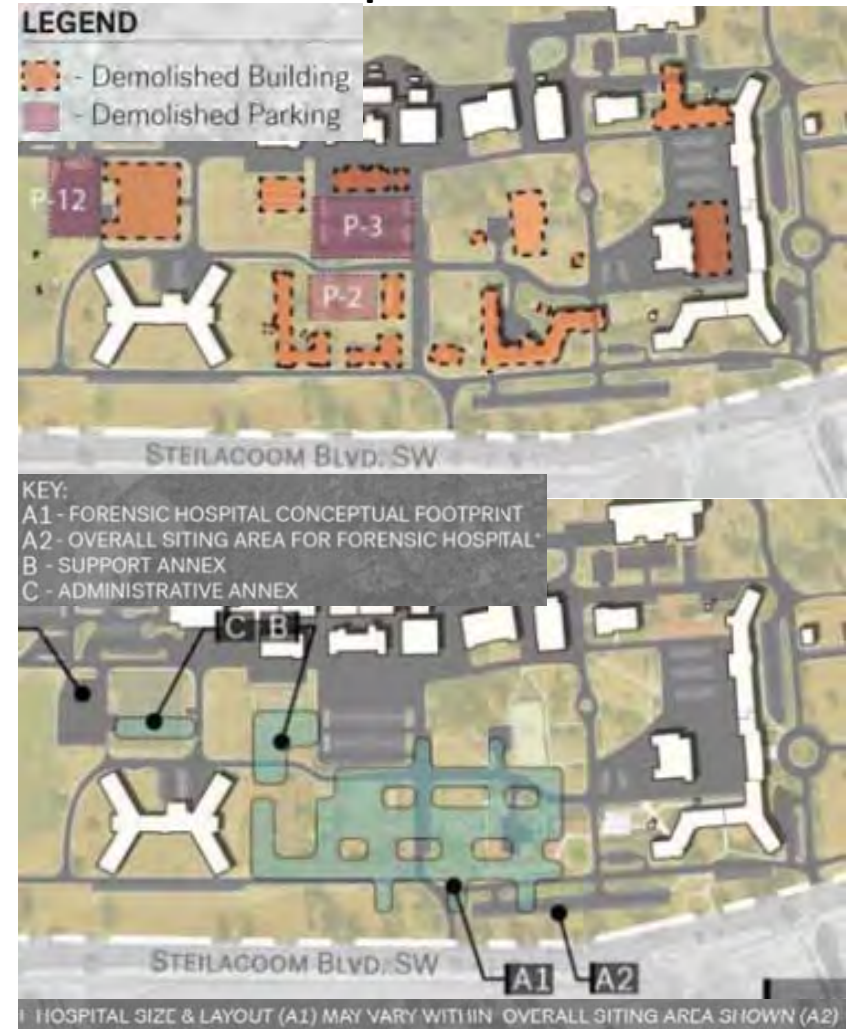 LEGEND
- Demolished Building
- Demolished Parking
P-12
P-3
P-2
STEILACOOM BLVD. SW
KEY:
A1 - FORENSIC HOSPITAL CONCEPTUAL FOOTPRINT
A2 - OVERALL SITING AREA FOR FORENSIC HOSPITAL*
B - SUPPORT ANNEX
C - ADMINISTRATIVE ANNEX
C B
STEILACOOM BLVD. SW
A1 A2
HOSPITAL SIZE & LAYOUT (A1) MAY VARY WITHIN OVERALL SITING AREA SHOWN (A2)